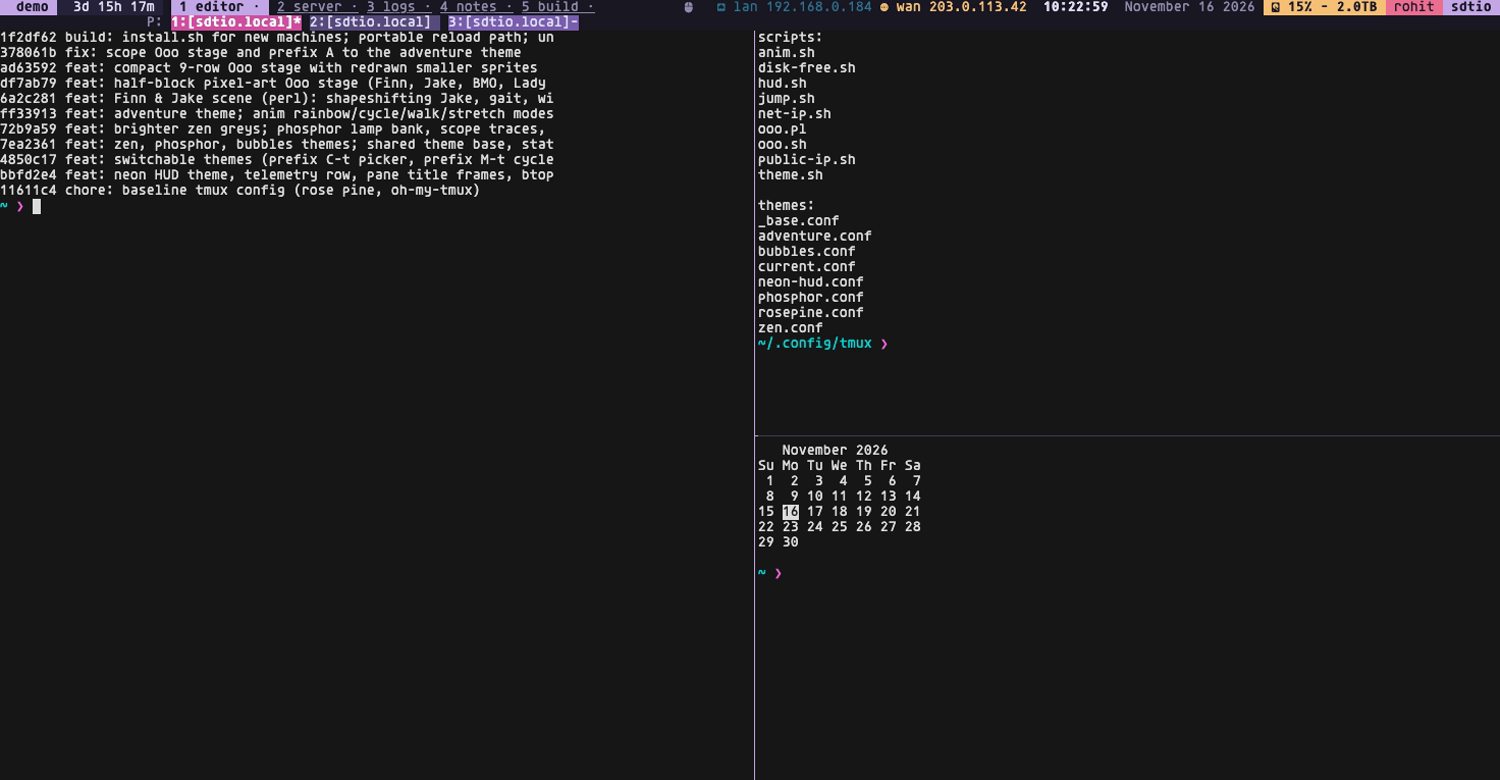 demo 3d 15h 17m 1 editor · 2 server · 3 logs · 4 notes · 5 build · lan 192.168.0.184 wan 203.0.113.42 10:22:59 November 16 2026 15% - 2.0TB rohit sdtio
P: 1:[sdtio.local]* 2:[sdtio.local] 3:[sdtio.local]-
1f2df62 build: install.sh for new machines; portable reload path; un
378061b fix: scope Ooo stage and prefix A to the adventure theme
ad63592 feat: compact 9-row Ooo stage with redrawn smaller sprites
df7ab79 feat: half-block pixel-art Ooo stage (Finn, Jake, BMO, Lady
6a2c281 feat: Finn & Jake scene (perl): shapeshifting Jake, gait, wi
ff33913 feat: adventure theme; anim rainbow/cycle/walk/stretch modes
72b9a59 feat: brighter zen greys; phosphor lamp bank, scope traces,
7ea2361 feat: zen, phosphor, bubbles themes; shared theme base, stat
4850c17 feat: switchable themes (prefix C-t picker, prefix M-t cycle
bbfd2e4 feat: neon HUD theme, telemetry row, pane title frames, btop
11611c4 chore: baseline tmux config (rose pine, oh-my-tmux)
~ ❯
scripts:
anim.sh
disk-free.sh
hud.sh
jump.sh
net-ip.sh
ooo.pl
ooo.sh
public-ip.sh
theme.sh
themes:
_base.conf
adventure.conf
bubbles.conf
current.conf
neon-hud.conf
phosphor.conf
rosepine.conf
zen.conf
~/.config/tmux ❯
November 2026
Su Mo Tu We Th Fr Sa
1 2 3 4 5 6 7
8 9 10 11 12 13 14
15 16 17 18 19 20 21
22 23 24 25 26 27 28
29 30
~ ❯